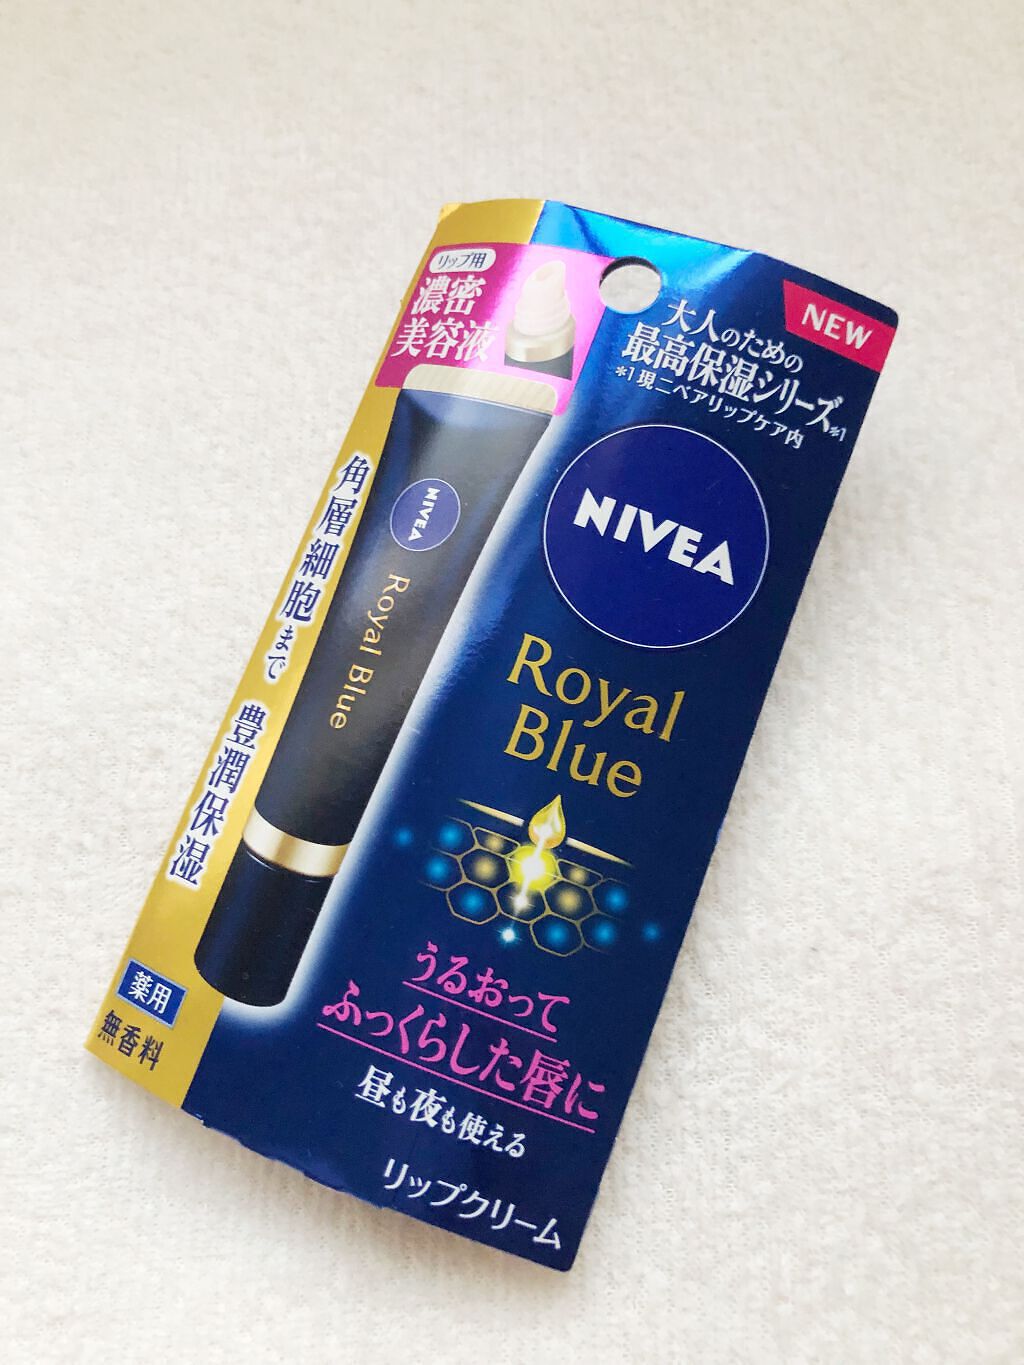 リップ用
濃密
美容液
NEW
大人のための
最高保湿シリーズ*1
*1 現ニベアリップケア内
NIVEA
Royal
Blue
NIVEA
Royal Blue
角層細胞まで 豊潤保湿
うるおって
ふっくらした唇に
昼も夜も使える
リップクリーム
薬用
無香料